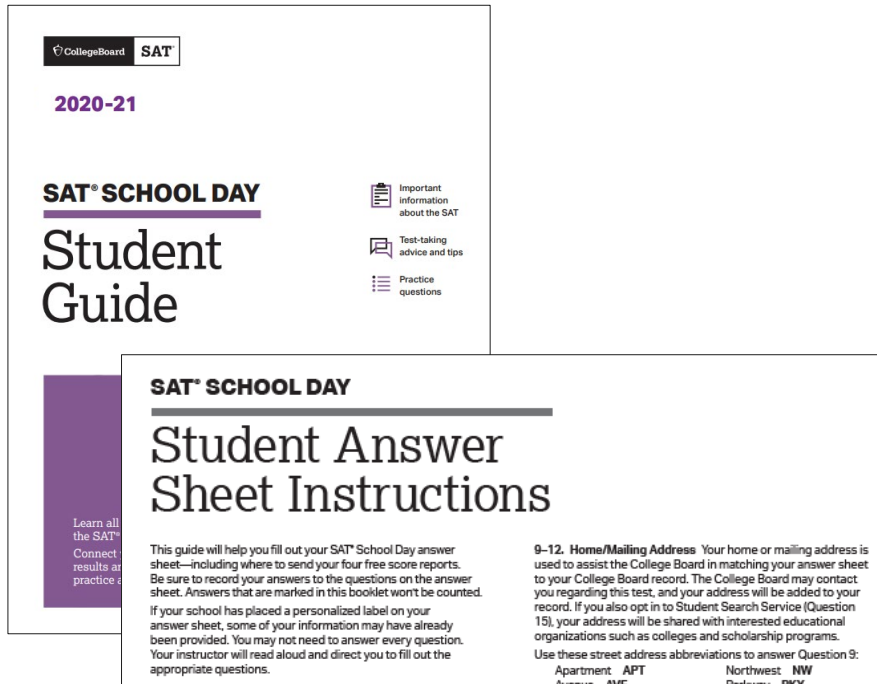 CollegeBoard SAT®
2020-21
SAT® SCHOOL DAY
Student
Guide
Important
information
about the SAT
Test-taking
advice and tips
Practice
questions
Learn all
the SAT®
Connect
results
practice
SAT® SCHOOL DAY
Student Answer
Sheet Instructions
This guide will help you fill out your SAT® School Day answer
sheet—including where to send your four free score reports.
Be sure to record your answers to the questions on the answer
sheet. Answers that are marked in this booklet won't be counted.
If your school has placed a personalized label on your
answer sheet, some of your information may have already
been provided. You may not need to answer every question.
Your instructor will read aloud and direct you to fill out the
appropriate questions.
9–12. Home/Mailing Address Your home or mailing address is
used to assist the College Board in matching your answer sheet
to your College Board record. The College Board may contact
you regarding this test, and your address will be added to your
record. If you also opt in to Student Search Service (Question
15), your address will be shared with interested educational
organizations such as colleges and scholarship programs.
Use these street address abbreviations to answer Question 9:
Apartment APT Northwest NW
Avenue AVE Parkway PKY